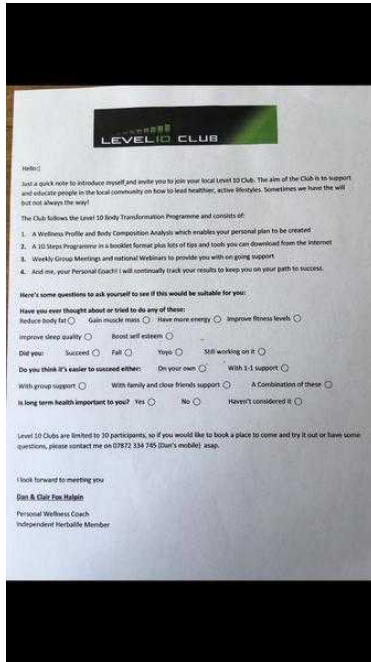 LEVEL10 CLUB
Hello:)
Just a quick note to introduce myself and invite you to join your local Level 10 Club. The aim of the Club is to support
and educate people in the local community on how to lead healthier, active lifestyles. Sometimes we have the will
but not always the way!
The Club follows the Level 10 Body Transformation Programme and consists of:
1. A Wellness Profile and Body Composition Analysis which enables your personal plan to be created
2. A 10 Steps Programme in a booklet format plus lots of tips and tools you can download from the internet
3. Weekly Group Meetings and national Webinars to provide you with on going support
4. And me, your Personal Coach!! I will continually track your results to keep you on your path to success.
Here's some questions to ask yourself to see if this would be suitable for you:
Have you ever thought about or tried to do any of these:
Reduce body fat Gain muscle mass Have more energy Improve fitness levels
Improve sleep quality Boost self esteem
Did you: Succeed Fail Yoyo Still working on it
Do you think it's easier to succeed either: On your own With 1-1 support
With group support With family and close friends support A Combination of these
Is long term health important to you? Yes No Haven't considered it
Level 10 Clubs are limited to 10 participants, so if you would like to book a place to come and try it out or have some
questions, please contact me on 07872 334 745 (Dan's mobile) asap.
I look forward to meeting you
Dan & Clair Fox Halpin
Personal Wellness Coach
Independent Herbalife Member